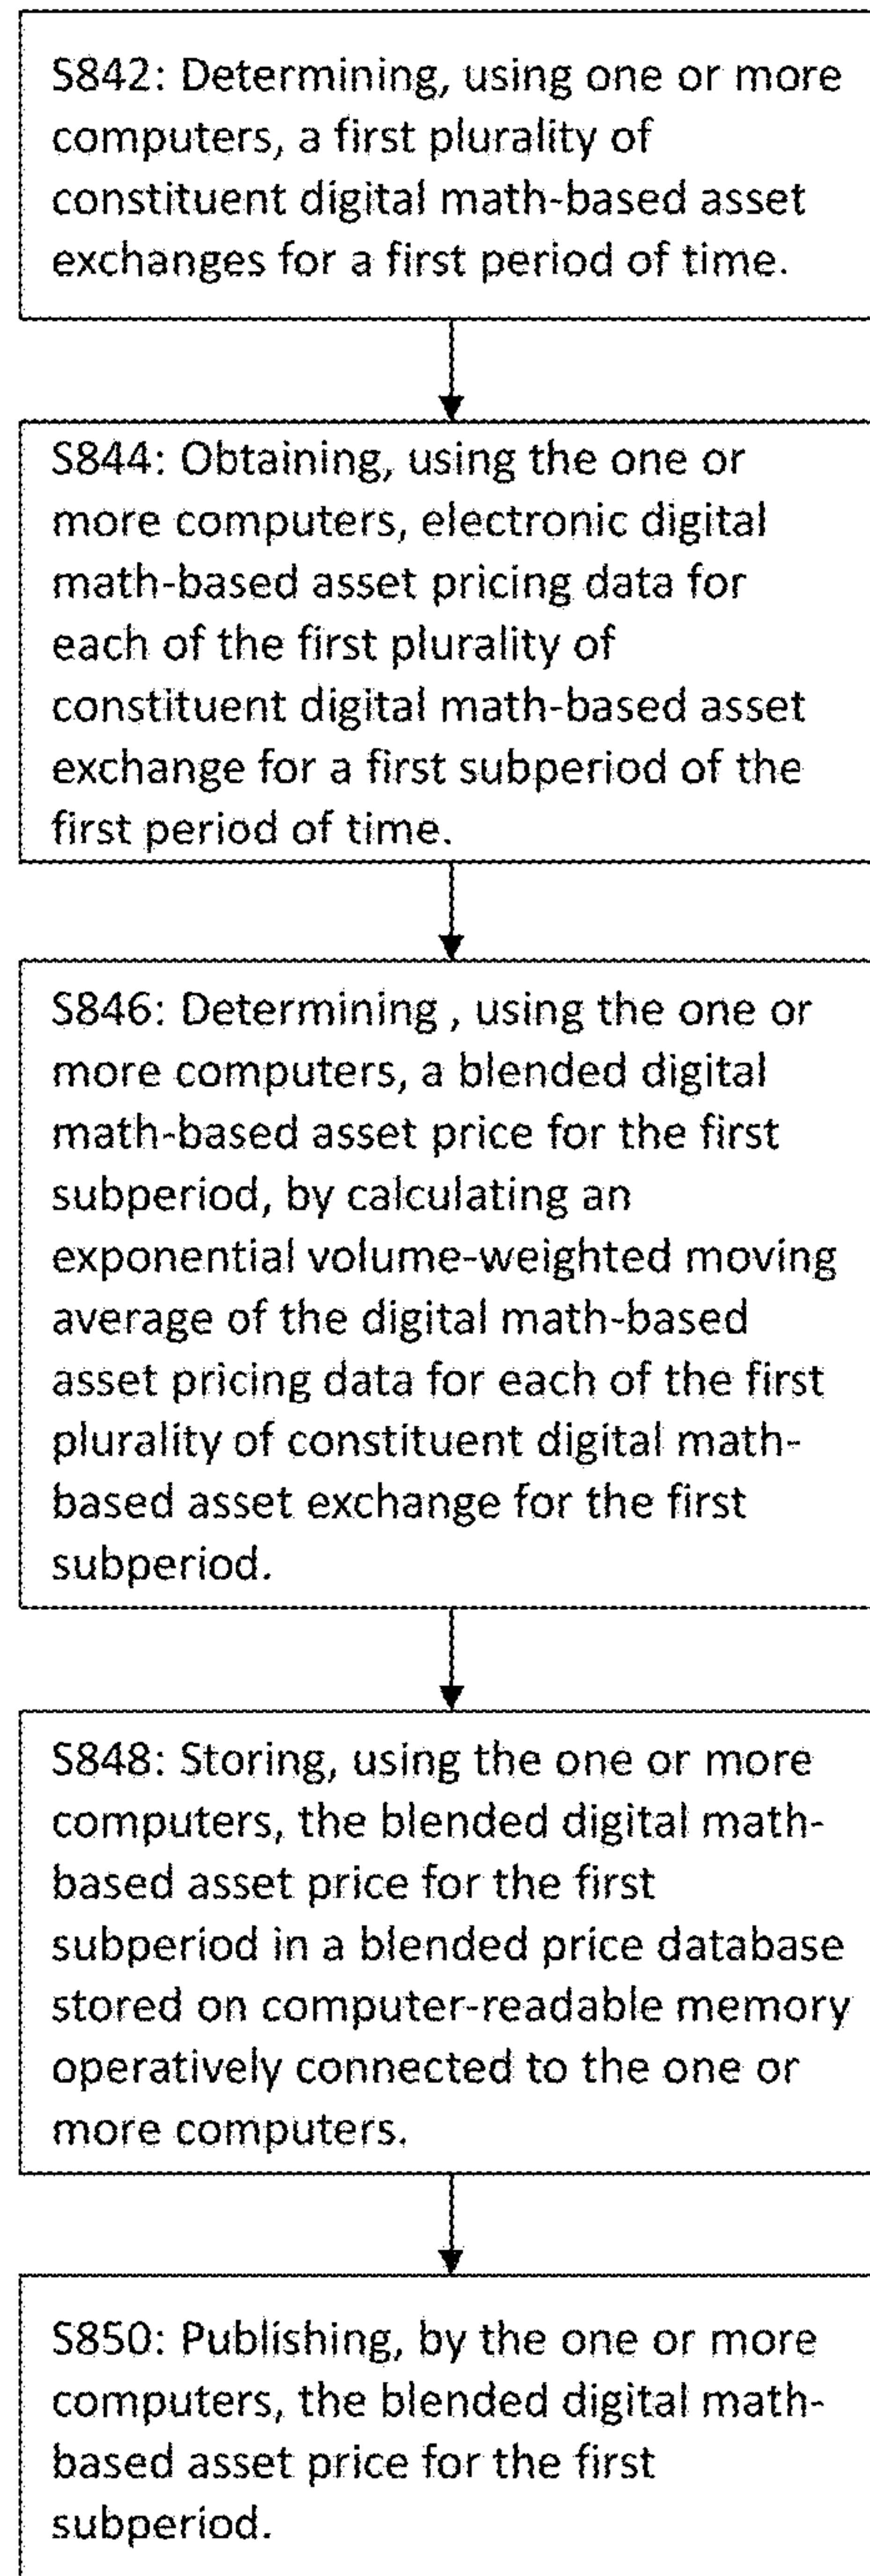 S842: Determining, using one or more
computers, a first plurality of
constituent digital math-based asset
exchanges for a first period of time.
S844: Obtaining, using the one or
more computers, electronic digital
math-based asset pricing data for
each of the first plurality of
constituent digital math-based asset
exchange for a first subperiod of the
first period of time.
S846: Determining , using the one or
more computers, a blended digital
math-based asset price for the first
subperiod, by calculating an
exponential volume-weighted moving
average of the digital math-based
asset pricing data for each of the first
plurality of constituent digital math-
based asset exchange for the first
subperiod.
S848: Storing, using the one or more
computers, the blended digital math-
based asset price for the first
subperiod in a blended price database
stored on computer-readable memory
operatively connected to the one or
more computers.
S850: Publishing, by the one or more
computers, the blended digital math-
based asset price for the first
subperiod.